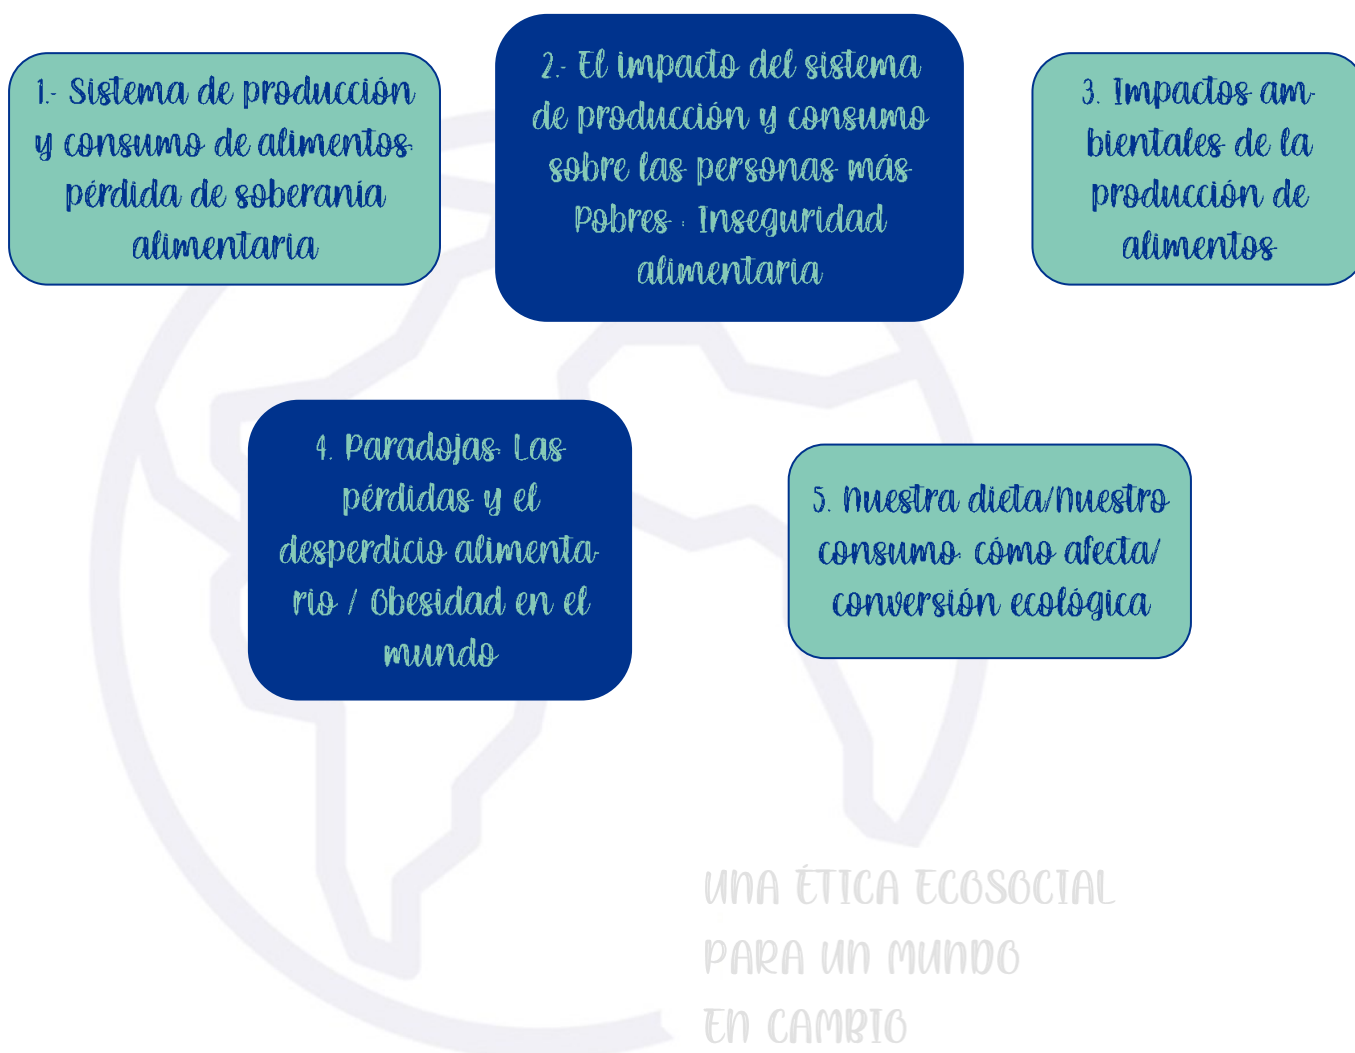 1.- Sistema de producción
y consumo de alimentos:
pérdida de soberanía
alimentaria
2.- El impacto del sistema
de producción y consumo
sobre las personas más
Pobres : Inseguridad
alimentaria
3. Impactos am-
bientales de la
producción de
alimentos
4. Paradojas: Las
pérdidas y el
desperdicio alimenta-
rio / Obesidad en el
mundo
5. Nuestra dieta/Nuestro
consumo: cómo afecta/
conversión ecológica
UNA ÉTICA ECOSOCIAL
PARA UN MUNDO
EN CAMBIO